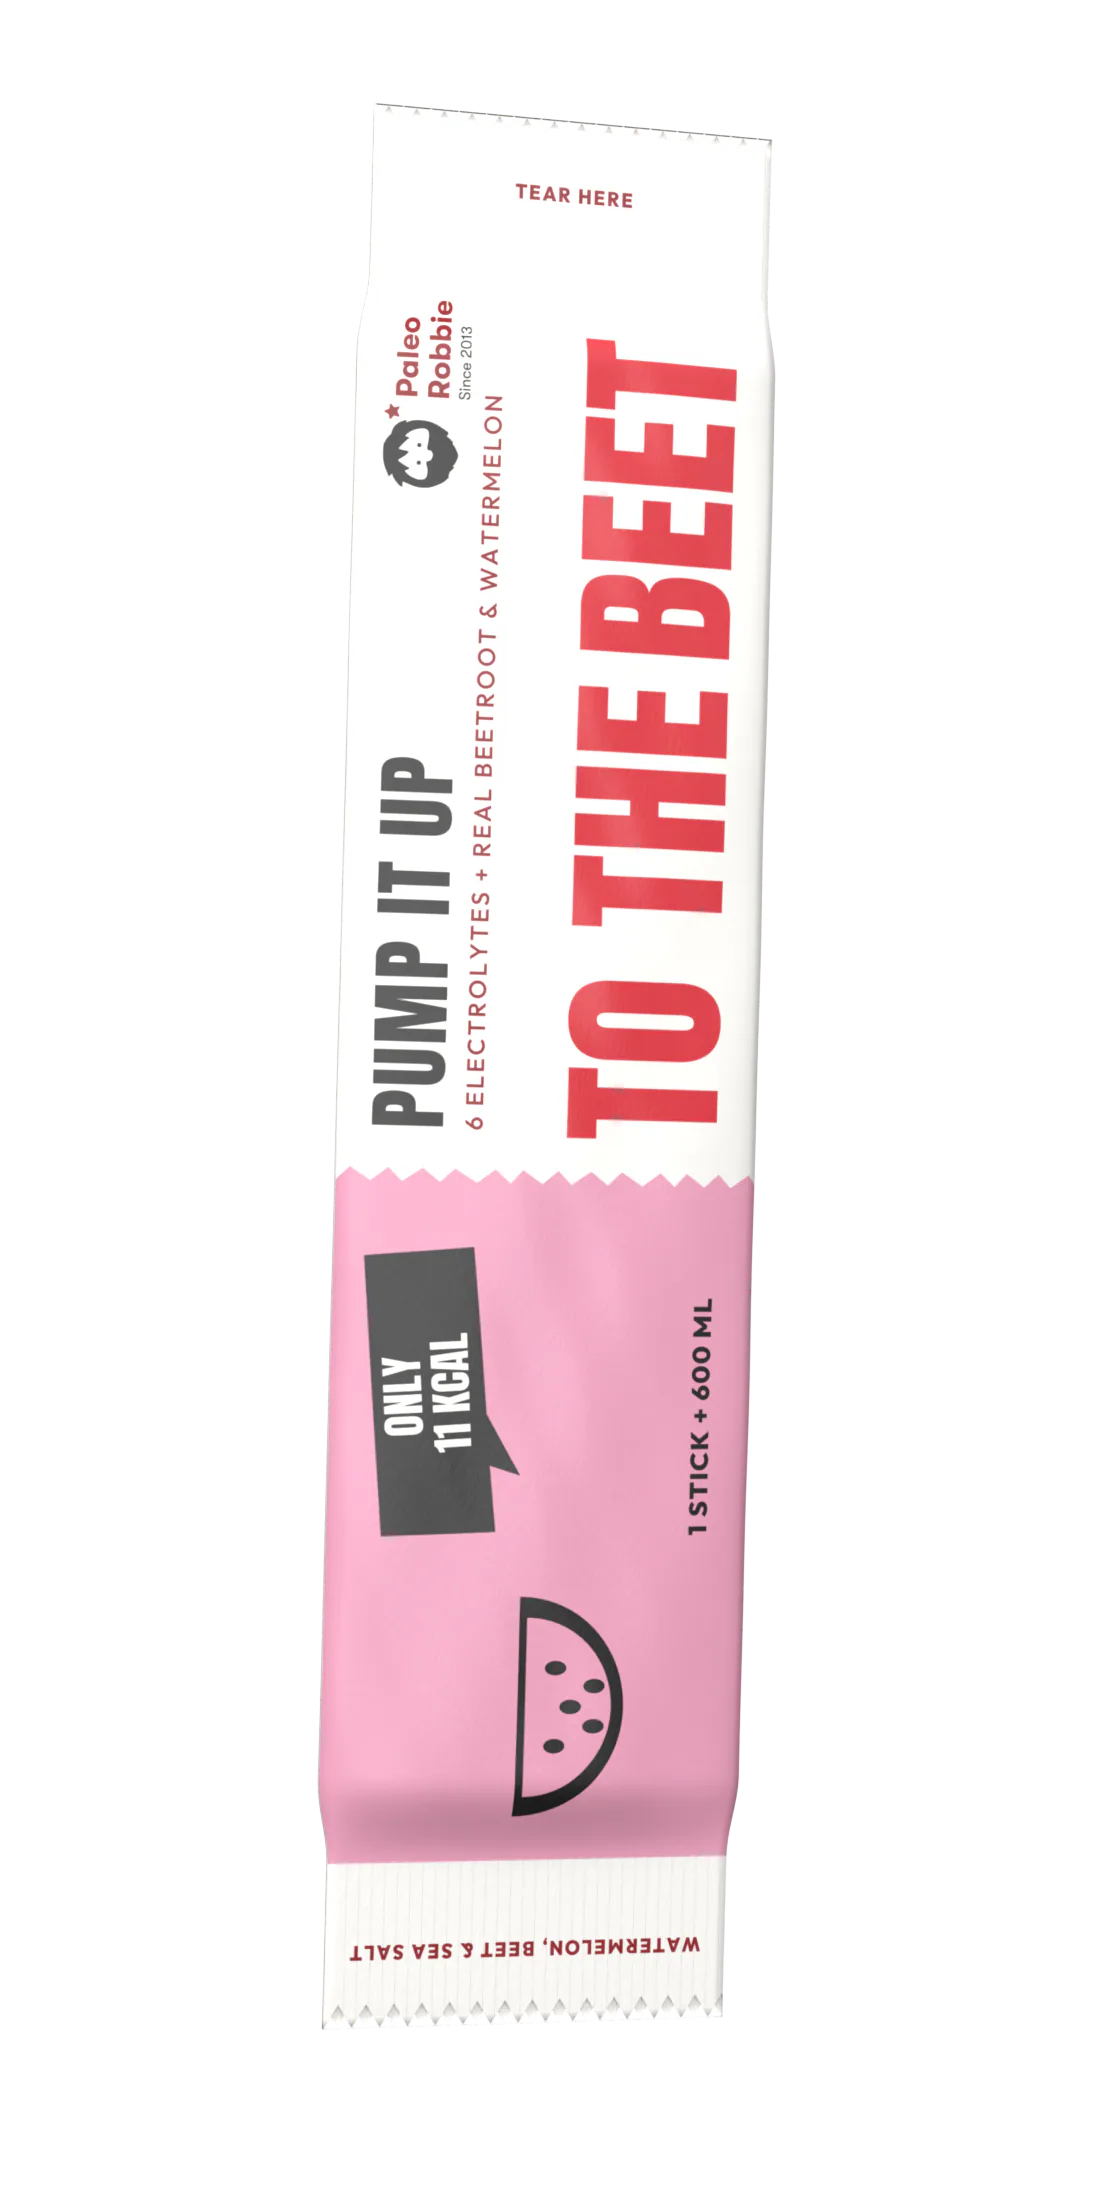 TEAR HERE
Paleo
Robbie
Since 2013
PUMP IT UP
6 ELECTROLYTES + REAL BEETROOT & WATERMELON
TO THE BEET
ONLY
11 KCAL
1 STICK + 600 ML
WATERMELON, BEET & SEA SALT